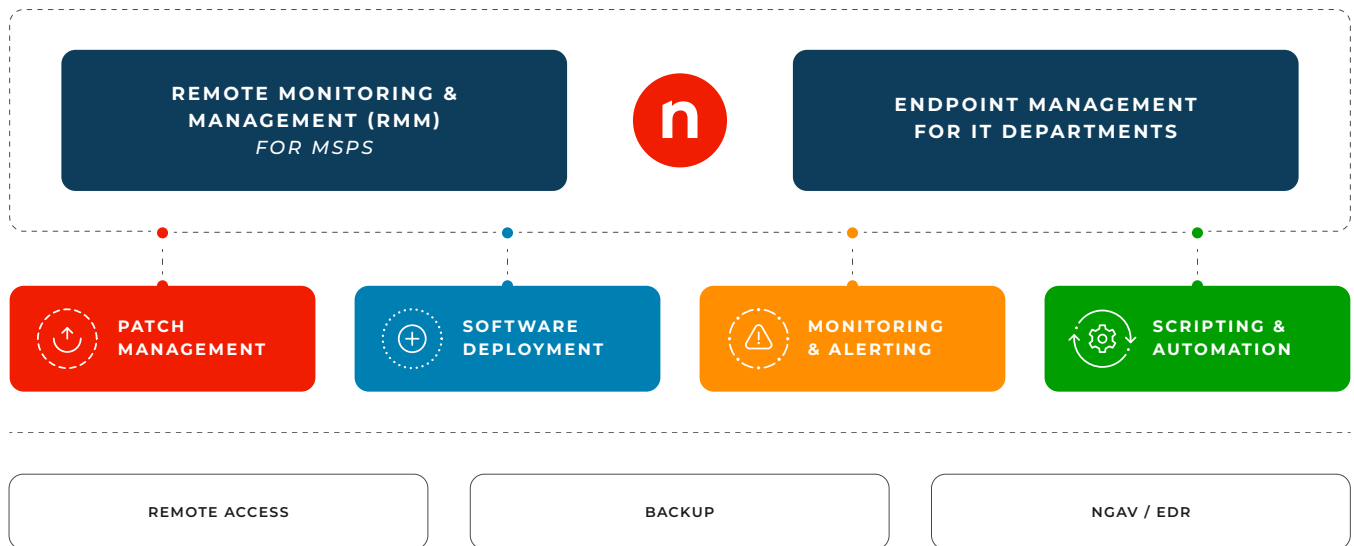 REMOTE MONITORING &
MANAGEMENT (RMM)
FOR MSPS
n
ENDPOINT MANAGEMENT
FOR IT DEPARTMENTS
PATCH
MANAGEMENT
SOFTWARE
DEPLOYMENT
MONITORING
& ALERTING
SCRIPTING &
AUTOMATION
REMOTE ACCESS
BACKUP
NGAV / EDR